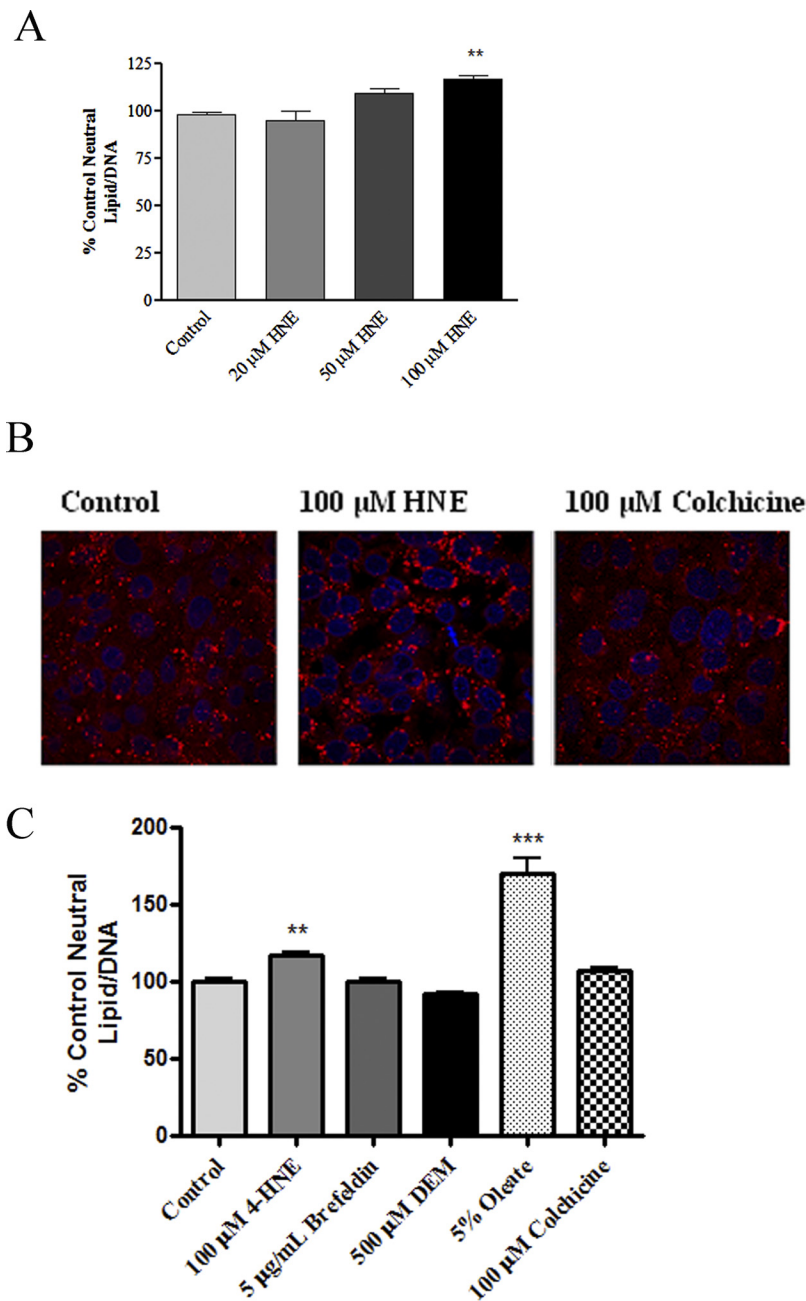 A
**
125
100
75
50
25
0
% Control Neutral
Lipid/DNA
Control
20 µM HNE
50 µM HNE
100 µM HNE
B
Control
100 µM HNE
100 µM Colchicine
C
200
150
100
50
0
% Control Neutral
Lipid/DNA
**
***
Control
100 µM 4-HNE
5 µg/mL Brefeldin
500 µM DEM
5% Oleate
100 µM Colchicine